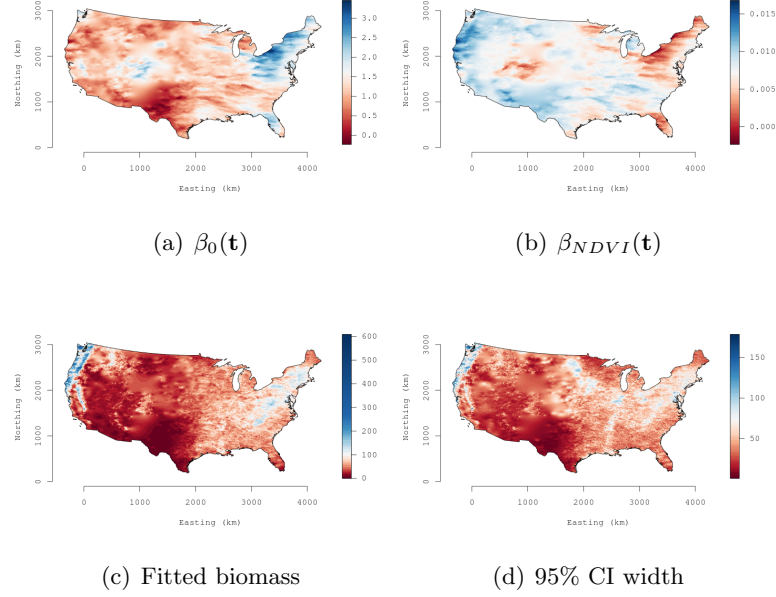 3000
2000
1000
0
Northing (km)
0 1000 2000 3000 4000
Easting (km)
3.5
3.0
2.5
2.0
1.5
1.0
0.5
0.0
(a) β₀(t)
3000
2000
1000
0
Northing (km)
0 1000 2000 3000 4000
Easting (km)
0.015
0.010
0.005
0.000
(b) β_NDVI(t)
3000
2000
1000
0
Northing (km)
0 1000 2000 3000 4000
Easting (km)
600
500
400
300
200
100
0
(c) Fitted biomass
3000
2000
1000
0
Northing (km)
0 1000 2000 3000 4000
Easting (km)
150
100
50
(d) 95% CI width